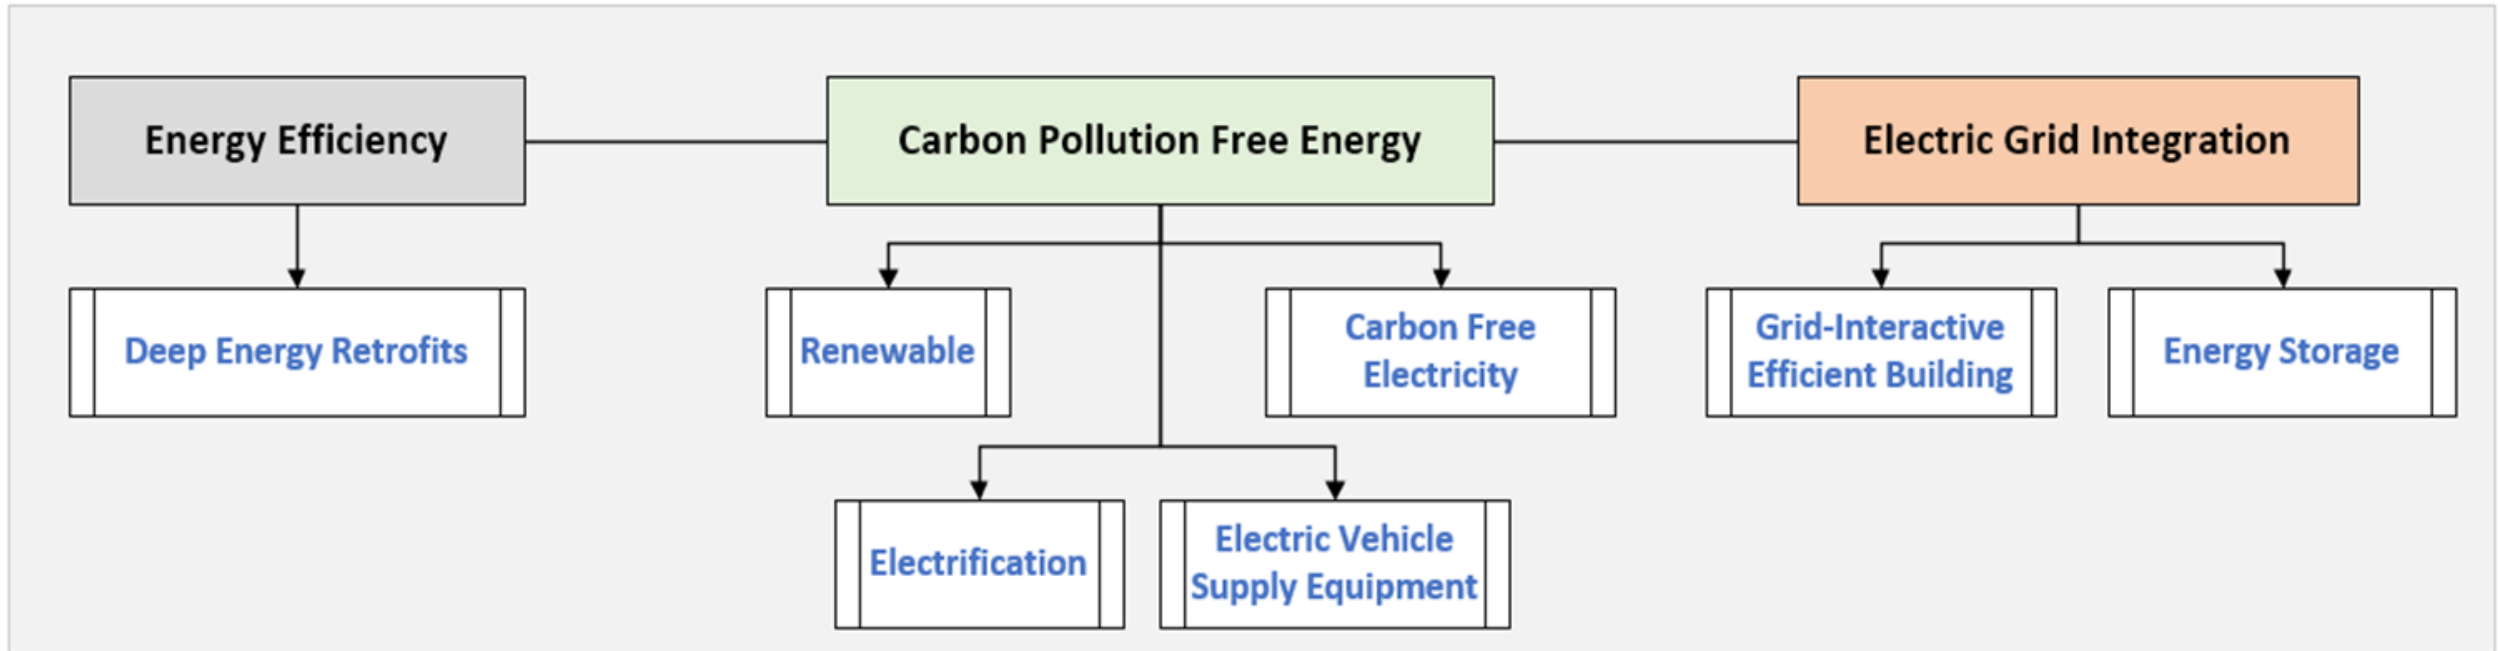 Energy Efficiency
Carbon Pollution Free Energy
Electric Grid Integration
Deep Energy Retrofits
Renewable
Carbon Free
Electricity
Grid-Interactive
Efficient Building
Energy Storage
Electrification
Electric Vehicle
Supply Equipment